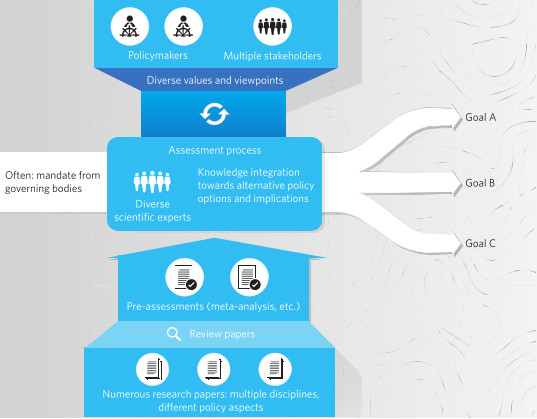 Policymakers
Multiple stakeholders
Diverse values and viewpoints
Assessment process
Often: mandate from
governing bodies
Diverse
scientific experts
Knowledge integration
towards alternative policy
options and implications
Goal A
Goal B
Goal C
Pre-assessments (meta-analysis, etc.)
Review papers
Numerous research papers: multiple disciplines,
different policy aspects